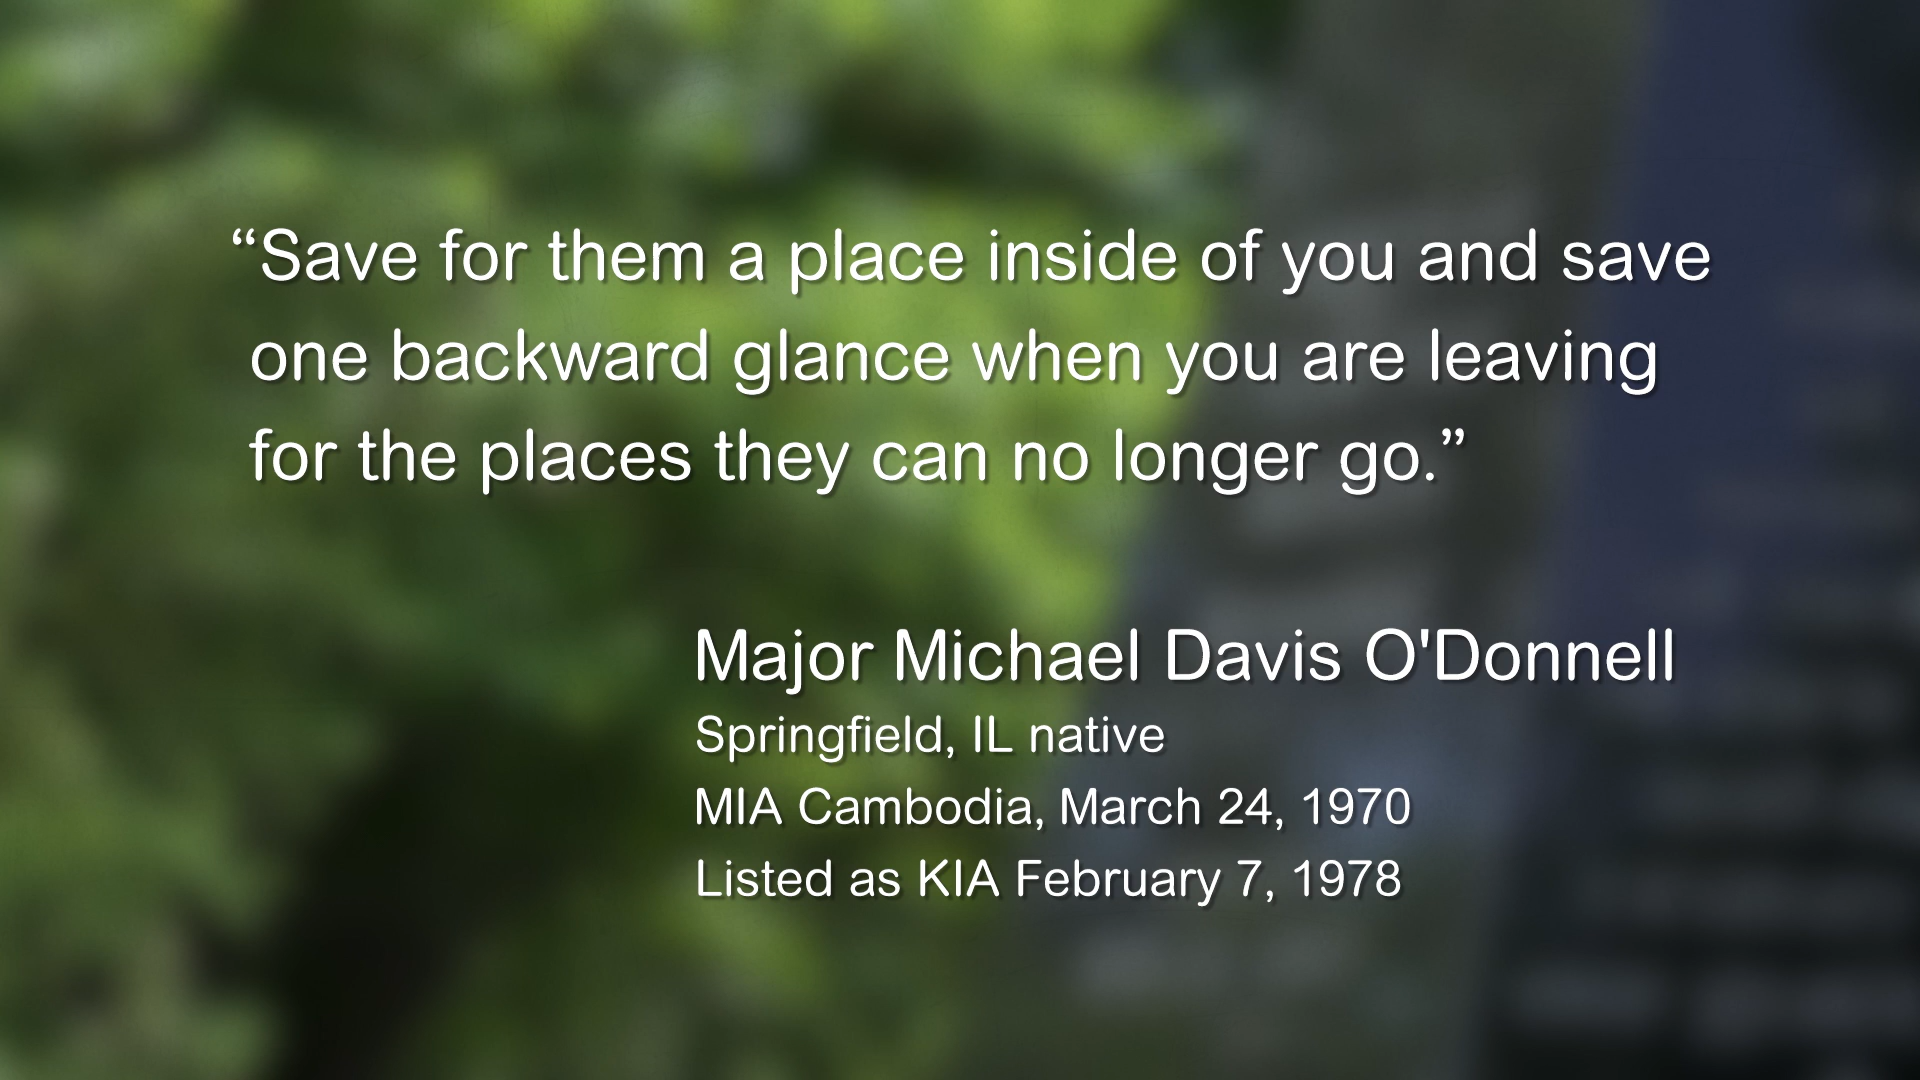 “Save for them a place inside of you and save
one backward glance when you are leaving
for the places they can no longer go.”
Major Michael Davis O'Donnell
Springfield, IL native
MIA Cambodia, March 24, 1970
Listed as KIA February 7, 1978